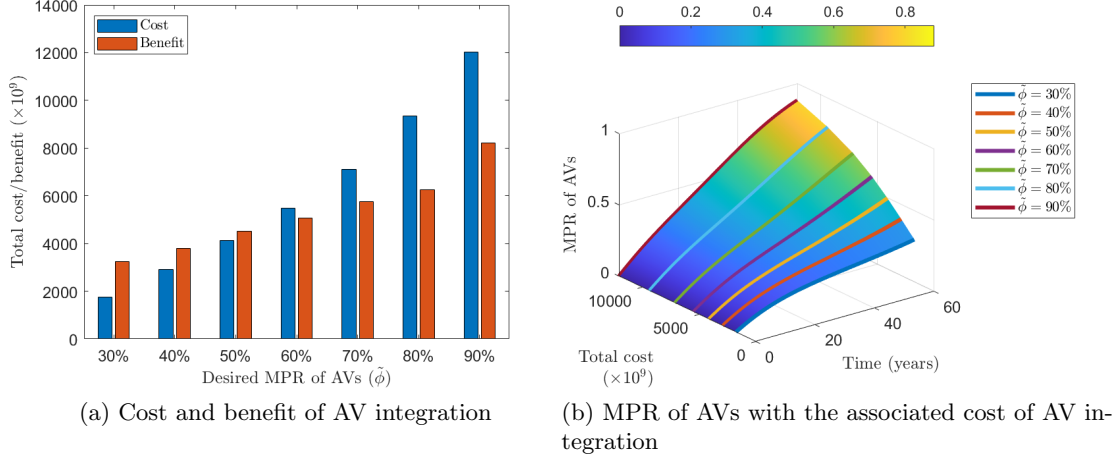 14000
12000
10000
8000
6000
4000
2000
0
Total cost/benefit (×10⁹)
Cost
Benefit
30% 40% 50% 60% 70% 80% 90%
Desired MPR of AVs (ϕ̃)
(a) Cost and benefit of AV integration
0 0.2 0.4 0.6 0.8
1
0.5
0
MPR of AVs
10000
5000
0
Total cost
(×10⁹)
0
20
40
60
Time (years)
ϕ̃ = 30%
ϕ̃ = 40%
ϕ̃ = 50%
ϕ̃ = 60%
ϕ̃ = 70%
ϕ̃ = 80%
ϕ̃ = 90%
(b) MPR of AVs with the associated cost of AV in-
tegration